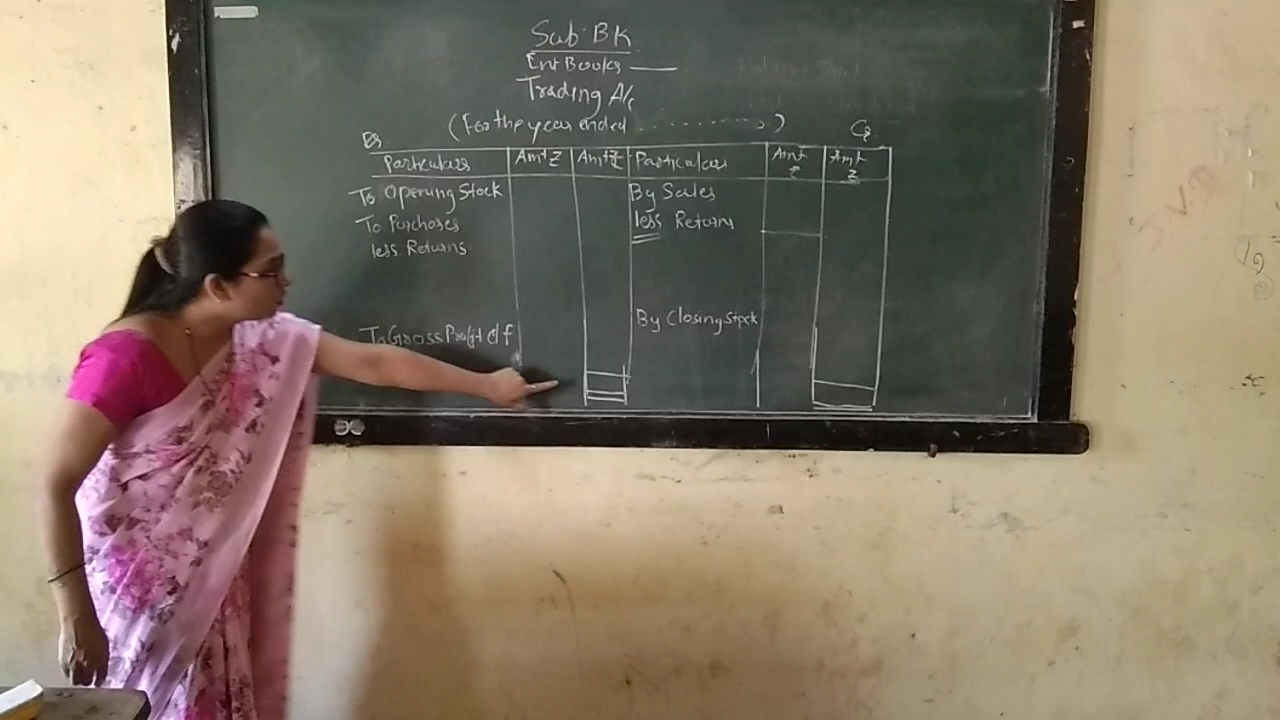 Sub. BK
Ent Books
Trading A/c
(For the year ended ..........)
Dr Cr.
Particulars Amt ₹ Amt ₹ Particulars Amt ₹ Amt ₹
To Opening Stock By Sales
To Purchases less Returns
less Returns
By Closing Stock
To Gross Profit c/f
J.V.R